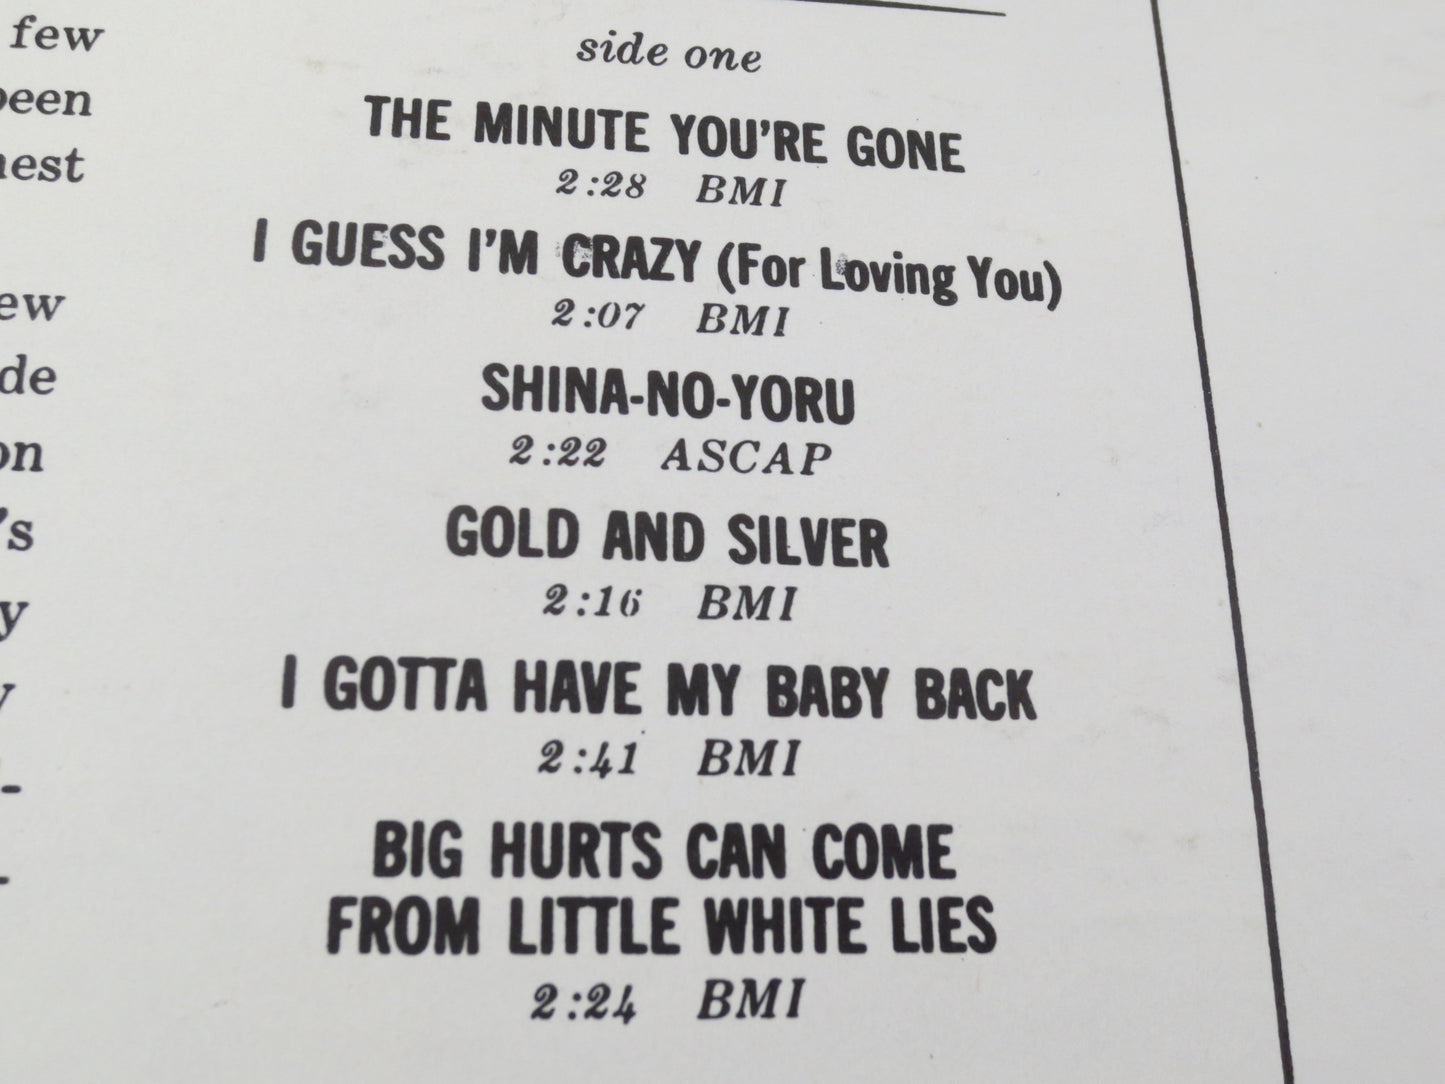 few
been
ew
de
on
's
y
y
-
-
side one
THE MINUTE YOU'RE GONE
2:28 BMI
I GUESS I'M CRAZY (For Loving You)
2:07 BMI
SHINA-NO-YORU
2:22 ASCAP
GOLD AND SILVER
2:16 BMI
I GOTTA HAVE MY BABY BACK
2:41 BMI
BIG HURTS CAN COME
FROM LITTLE WHITE LIES
2:24 BMI